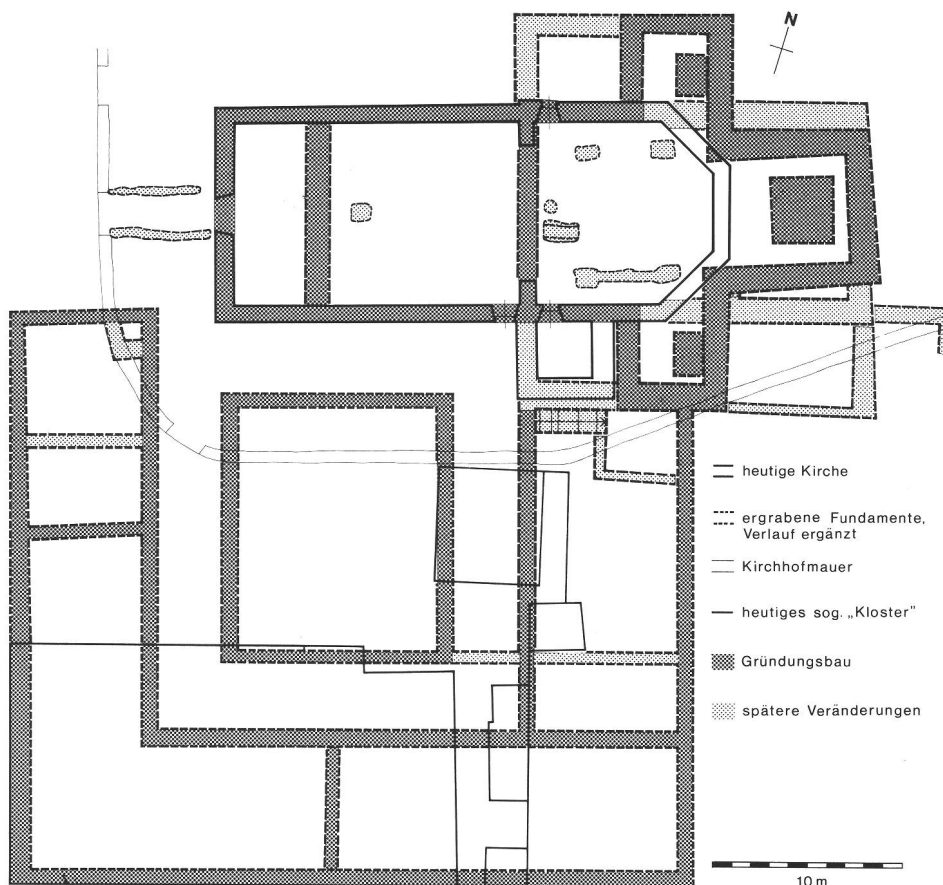 N
heutige Kirche
ergrabene Fundamente,
Verlauf ergänzt
Kirchhofmauer
heutiges sog. „Kloster"
Gründungsbau
spätere Veränderungen
10 m